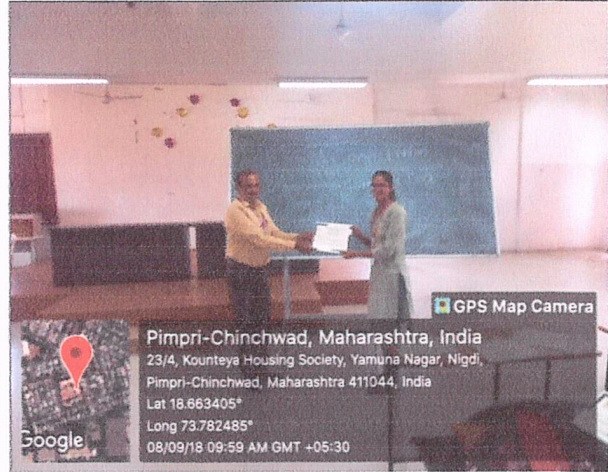 GPS Map Camera
Pimpri-Chinchwad, Maharashtra, India
23/4, Kounteya Housing Society, Yamuna Nagar, Nigdi,
Pimpri-Chinchwad, Maharashtra 411044, India
Lat 18.663405°
Long 73.782485°
08/09/18 09:59 AM GMT +05:30
Google